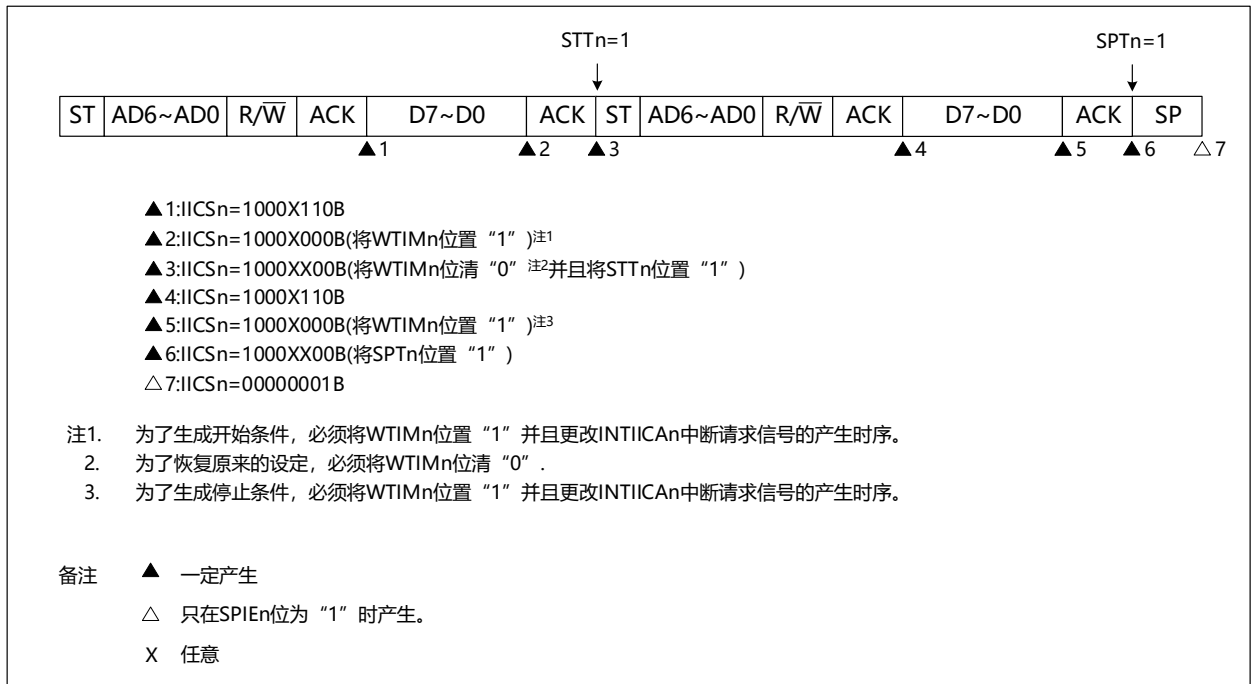 STTn=1 SPTn=1
ST AD6~AD0 R/W̅ ACK D7~D0 ACK ST AD6~AD0 R/W̅ ACK D7~D0 ACK SP
▲1 ▲2 ▲3 ▲4 ▲5 ▲6 △7
▲1:IICSn=1000X110B
▲2:IICSn=1000X000B(将WTIMn位置“1”)注1
▲3:IICSn=1000XX00B(将WTIMn位清“0”注2并且将STTn位置“1”)
▲4:IICSn=1000X110B
▲5:IICSn=1000X000B(将WTIMn位置“1”)注3
▲6:IICSn=1000XX00B(将SPTn位置“1”)
△7:IICSn=00000001B
注1. 为了生成开始条件，必须将WTIMn位置“1”并且更改INTIICAn中断请求信号的产生时序。
2. 为了恢复原来的设定，必须将WTIMn位清“0”.
3. 为了生成停止条件，必须将WTIMn位置“1”并且更改INTIICAn中断请求信号的产生时序。
备注 ▲ 一定产生
△ 只在SPIEn位为“1”时产生。
X 任意